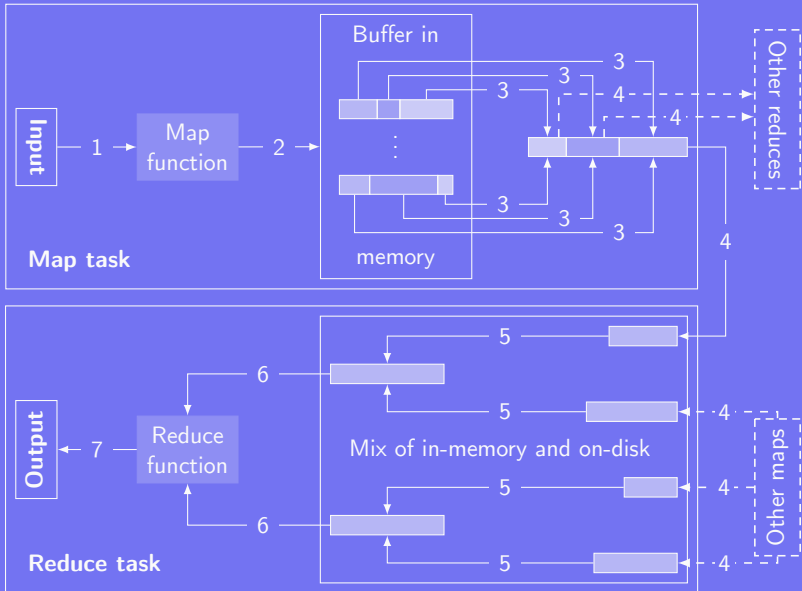 Buffer in
Other reduces
3
3
3
4
4
Input
1
Map
function
2
⋮
3
3
3
4
Map task
memory
5
6
Output
7
Reduce
function
5
4
Mix of in-memory and on-disk
Other maps
5
4
6
5
4
Reduce task